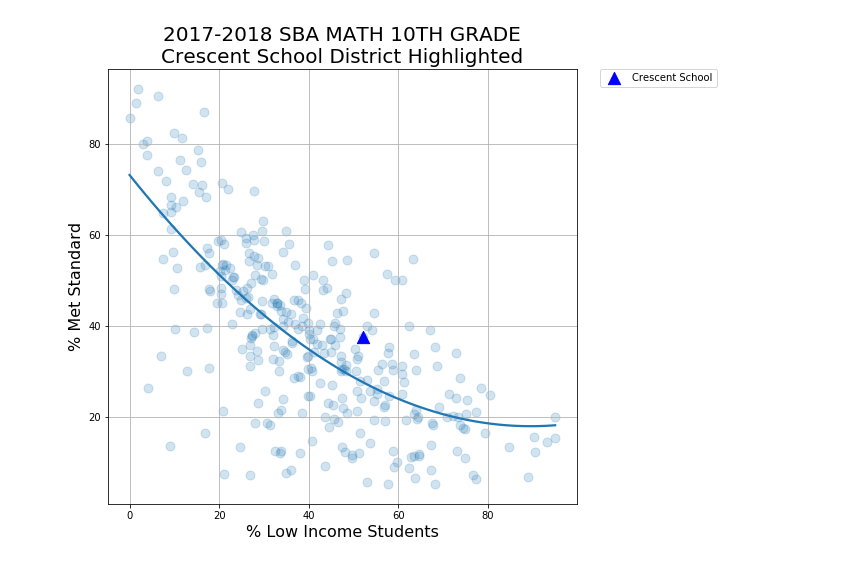 2017-2018 SBA MATH 10TH GRADE
Crescent School District Highlighted
Crescent School
% Met Standard
80
60
40
20
0 20 40 60 80
% Low Income Students